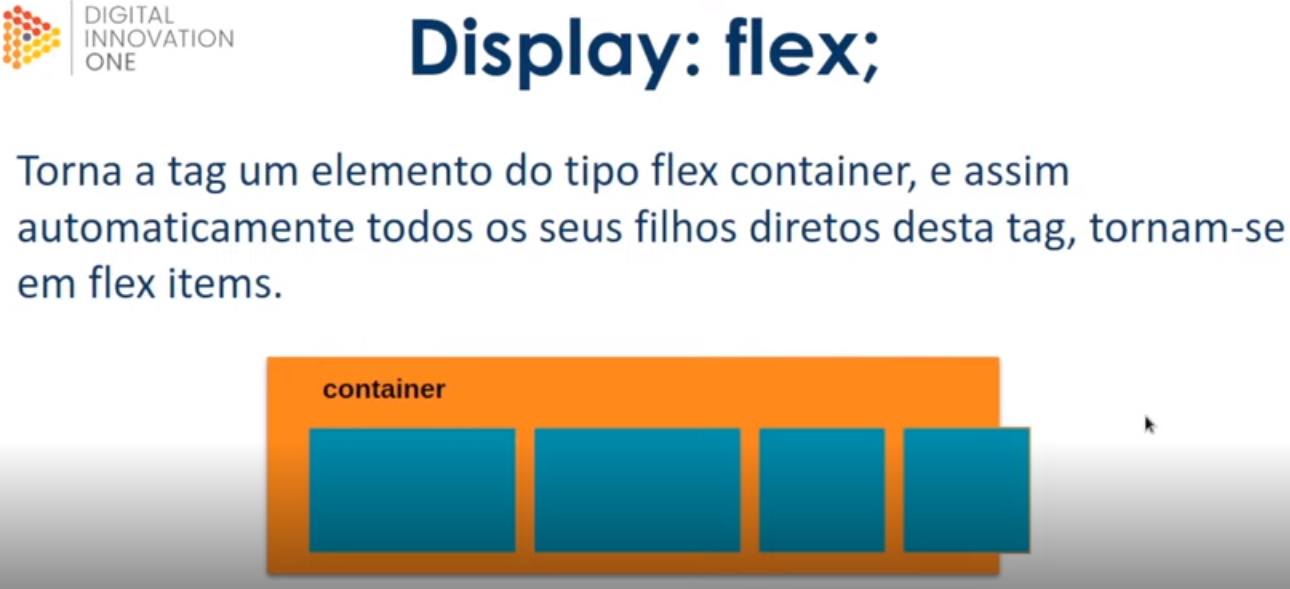 DIGITAL
INNOVATION
ONE
Display: flex;
Torna a tag um elemento do tipo flex container, e assim
automaticamente todos os seus filhos diretos desta tag, tornam-se
em flex items.
container